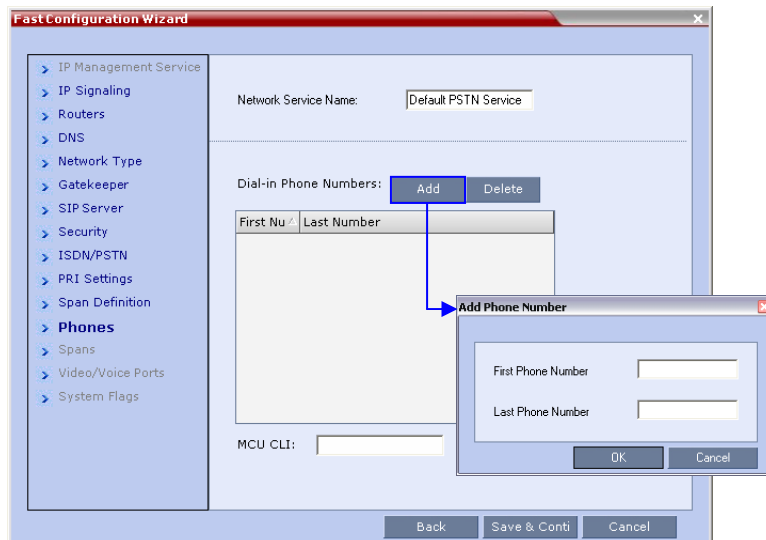 Fast Configuration Wizard
IP Management Service
IP Signaling
Routers
DNS
Network Type
Gatekeeper
SIP Server
Security
ISDN/PSTN
PRI Settings
Span Definition
Phones
Spans
Video/Voice Ports
System Flags
Network Service Name: Default PSTN Service
Dial-in Phone Numbers: Add Delete
First Nu Last Number
MCU CLI:
Add Phone Number
First Phone Number
Last Phone Number
OK Cancel
Back Save & Conti Cancel